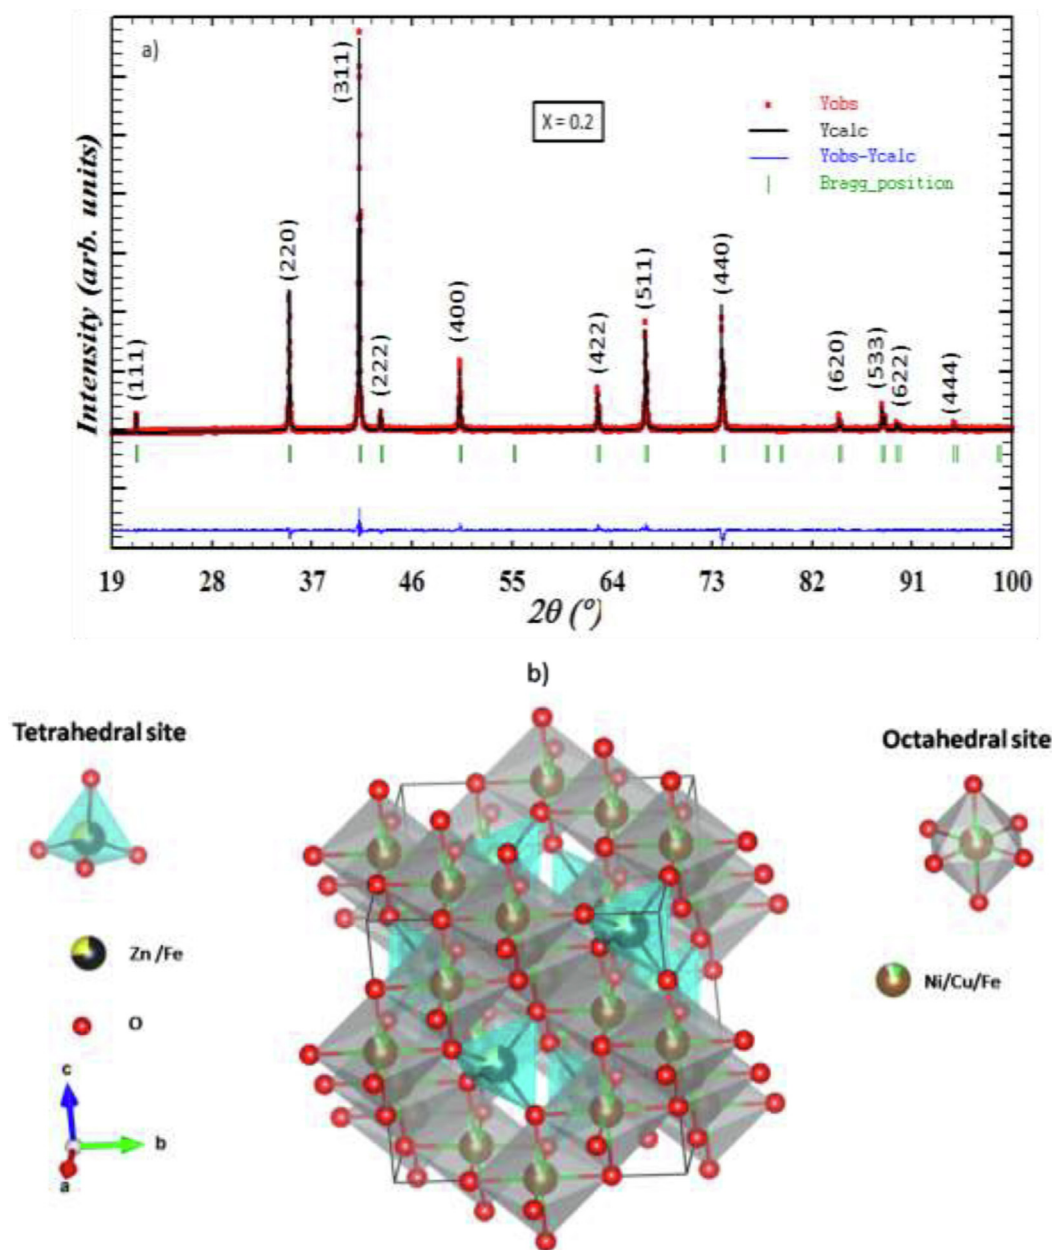 a)
X = 0.2
Yobs
Ycalc
Yobs-Ycalc
Bragg_position
Intensity (arb. units)
(111)
(220)
(311)
(222)
(400)
(422)
(511)
(440)
(620)
(533)
(622)
(444)
19 28 37 46 55 64 73 82 91 100
2θ (°)
b)
Tetrahedral site
Octahedral site
Zn /Fe
Ni/Cu/Fe
O
c
b
a